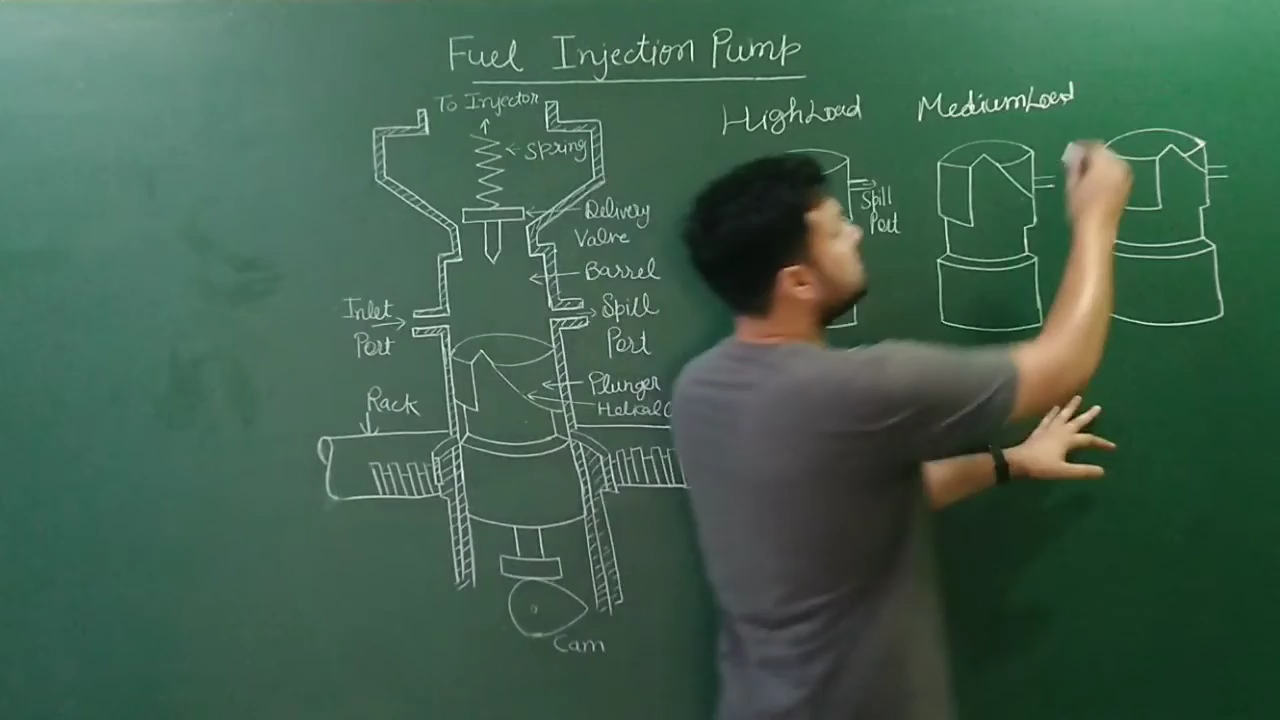 Fuel Injection Pump
To Injector
Spring
Delivery
Valve
Barrel
Inlet
Port
Spill
Port
Plunger
Helical
Rack
Cam
High Load
Spill
Port
Medium Load